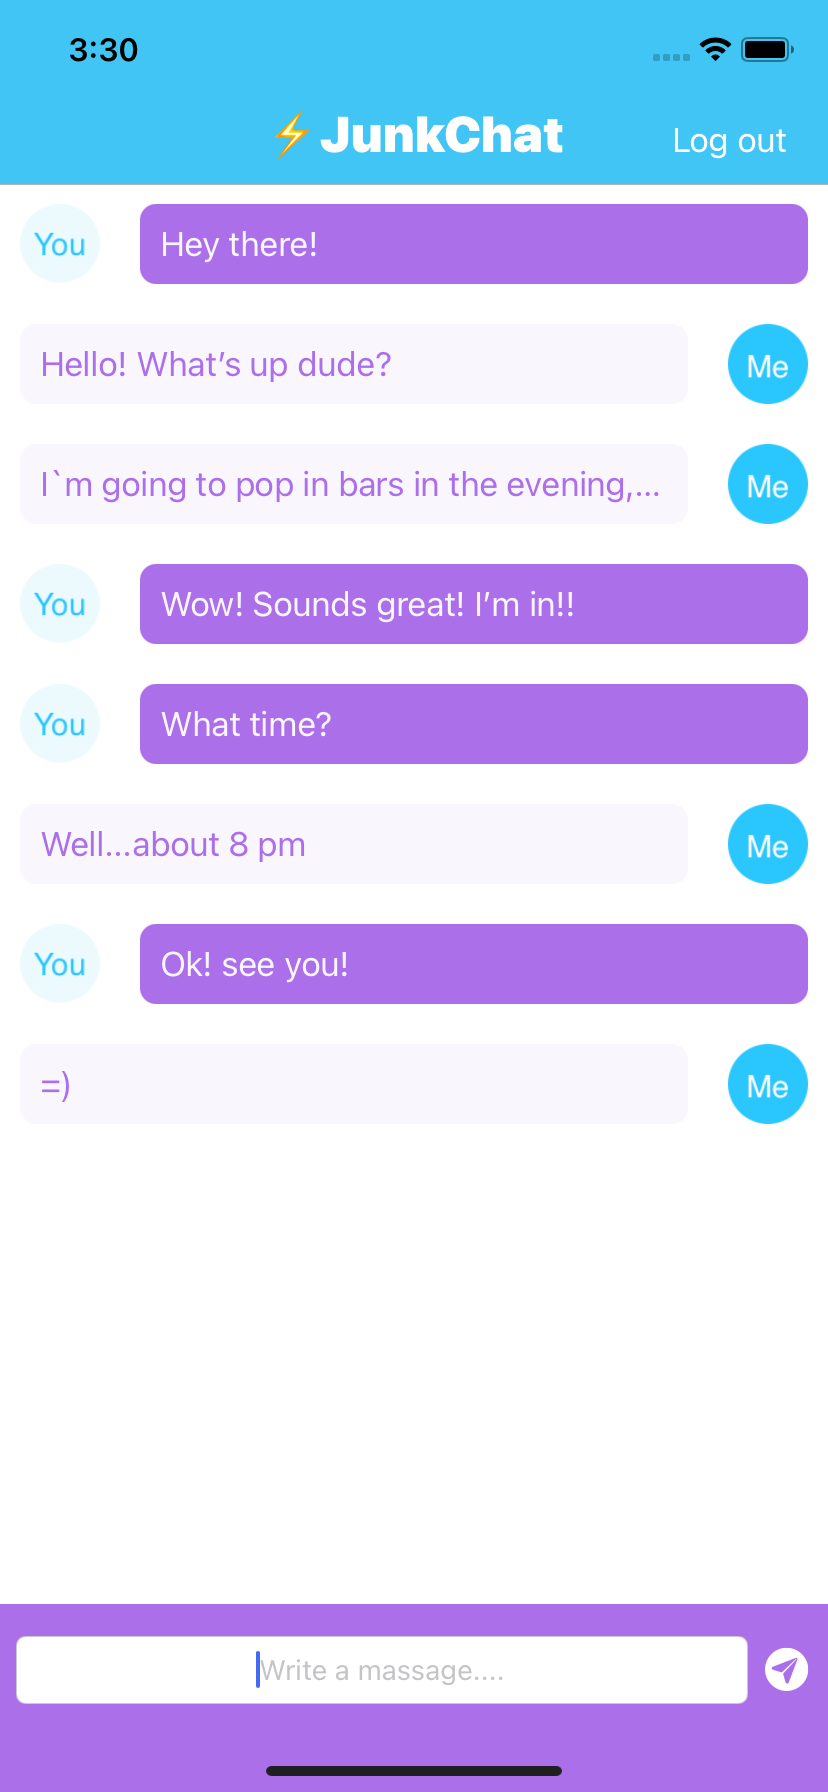 3:30
⚡️JunkChat
Log out
You
Hey there!
Hello! What’s up dude?
Me
I`m going to pop in bars in the evening,...
Me
You
Wow! Sounds great! I’m in!!
You
What time?
Well...about 8 pm
Me
You
Ok! see you!
=)
Me
Write a massage....